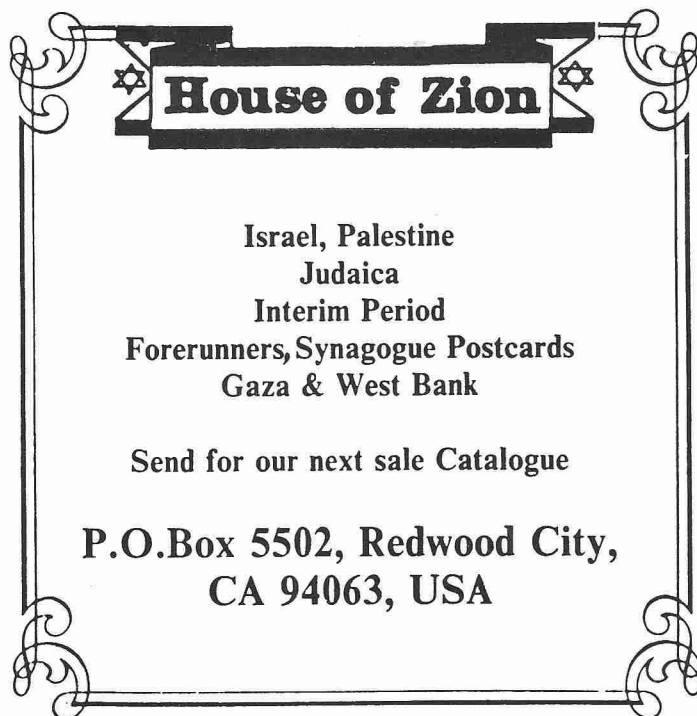 House of Zion
Israel, Palestine
Judaica
Interim Period
Forerunners, Synagogue Postcards
Gaza & West Bank
Send for our next sale Catalogue
P.O.Box 5502, Redwood City,
CA 94063, USA